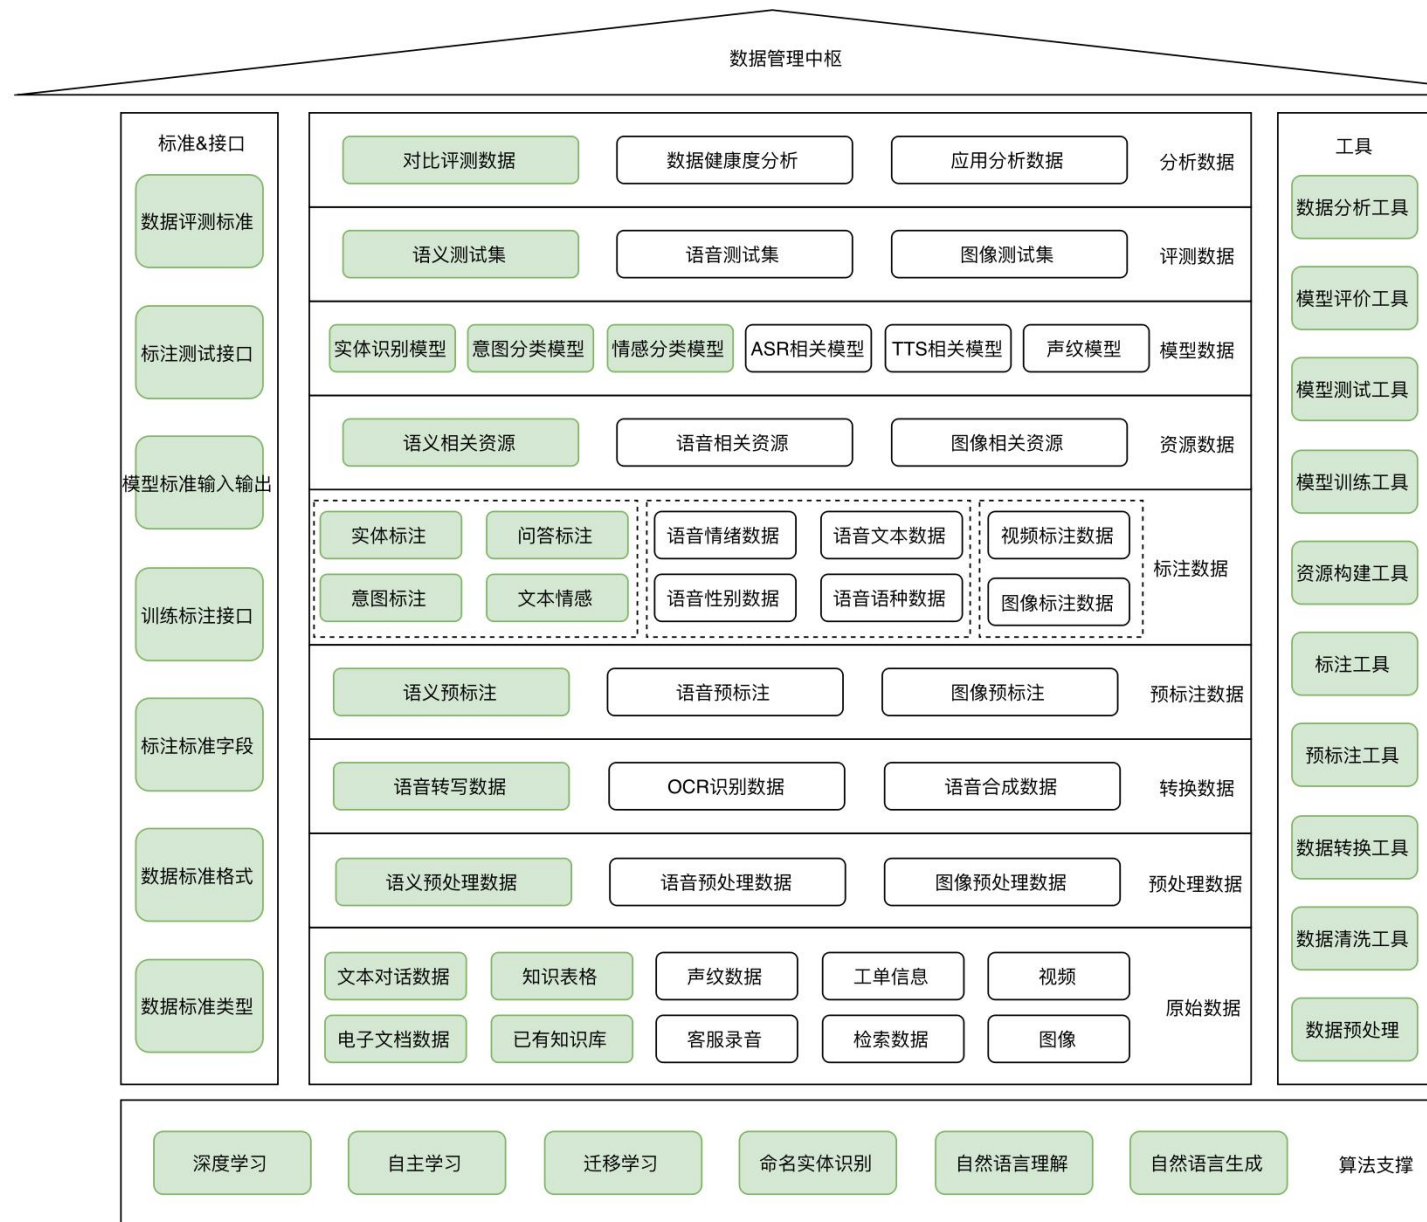 数据管理中枢
标准&接口
数据评测标准
标注测试接口
模型标准输入输出
训练标注接口
标注标准字段
数据标准格式
数据标准类型
对比评测数据
数据健康度分析
应用分析数据
分析数据
语义测试集
语音测试集
图像测试集
评测数据
实体识别模型
意图分类模型
情感分类模型
ASR相关模型
TTS相关模型
声纹模型
模型数据
语义相关资源
语音相关资源
图像相关资源
资源数据
实体标注
问答标注
意图标注
文本情感
语音情绪数据
语音文本数据
语音性别数据
语音语种数据
视频标注数据
图像标注数据
标注数据
语义预标注
语音预标注
图像预标注
预标注数据
语音转写数据
OCR识别数据
语音合成数据
转换数据
语义预处理数据
语音预处理数据
图像预处理数据
预处理数据
文本对话数据
知识表格
声纹数据
工单信息
视频
电子文档数据
已有知识库
客服录音
检索数据
图像
原始数据
工具
数据分析工具
模型评价工具
模型测试工具
模型训练工具
资源构建工具
标注工具
预标注工具
数据转换工具
数据清洗工具
数据预处理
深度学习
自主学习
迁移学习
命名实体识别
自然语言理解
自然语言生成
算法支撑